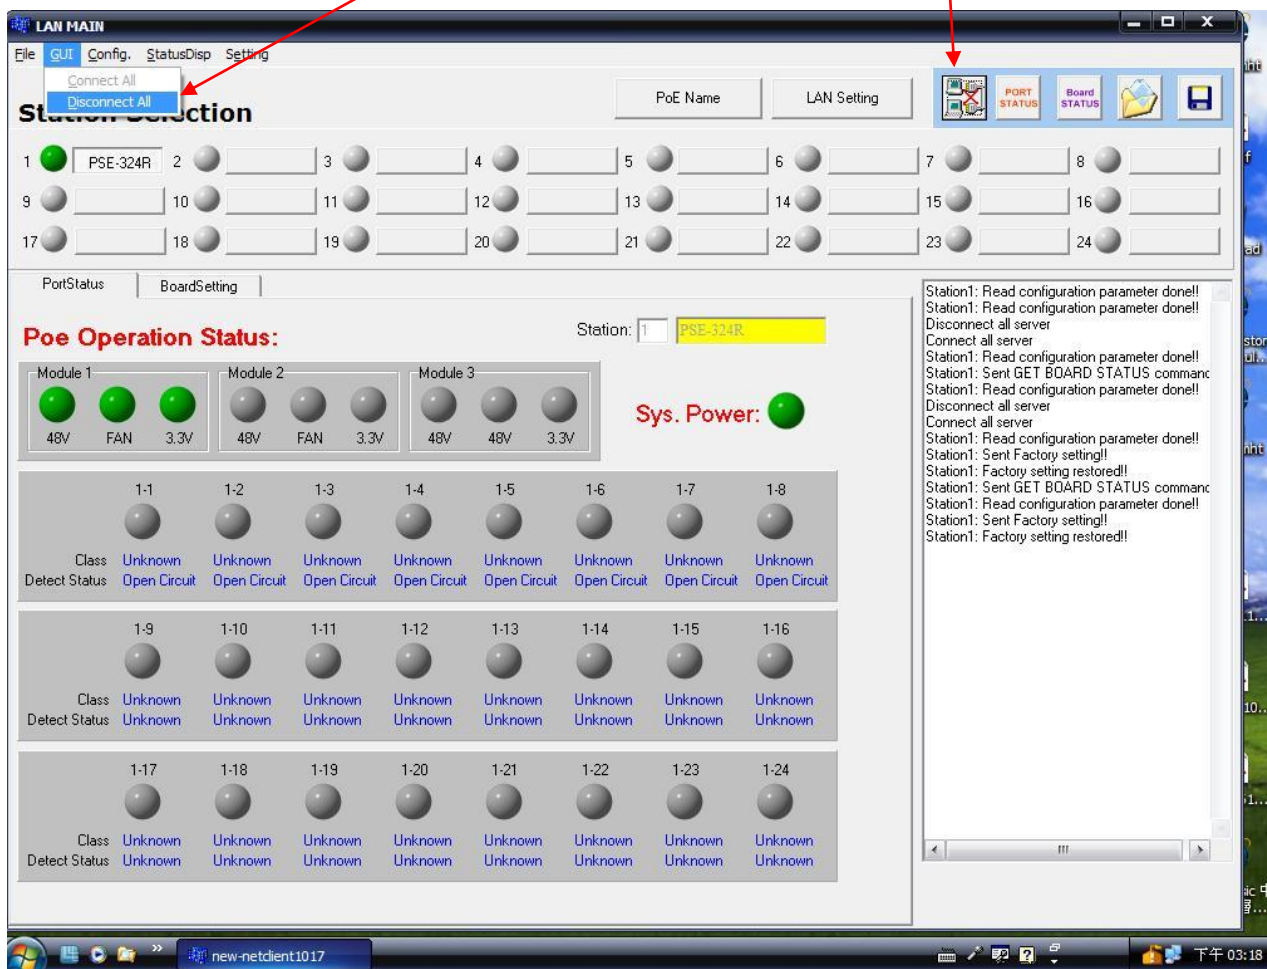 LAN MAIN
File GUI Config. StatusDisp Setting
Connect All
Disconnect All
Station Selection
PoE Name LAN Setting PORT STATUS Board STATUS
1 PSE-324R 2 3 4 5 6 7 8
9 10 11 12 13 14 15 16
17 18 19 20 21 22 23 24
PortStatus BoardSetting
Poe Operation Status:
Station: 1 PSE-324R
Module 1 Module 2 Module 3
48V FAN 3.3V 48V FAN 3.3V 48V 48V 3.3V
Sys. Power:
1-1 1-2 1-3 1-4 1-5 1-6 1-7 1-8
Class Unknown Unknown Unknown Unknown Unknown Unknown Unknown Unknown
Detect Status Open Circuit Open Circuit Open Circuit Open Circuit Open Circuit Open Circuit Open Circuit Open Circuit
1-9 1-10 1-11 1-12 1-13 1-14 1-15 1-16
Class Unknown Unknown Unknown Unknown Unknown Unknown Unknown Unknown
Detect Status Unknown Unknown Unknown Unknown Unknown Unknown Unknown Unknown
1-17 1-18 1-19 1-20 1-21 1-22 1-23 1-24
Class Unknown Unknown Unknown Unknown Unknown Unknown Unknown Unknown
Detect Status Unknown Unknown Unknown Unknown Unknown Unknown Unknown Unknown
Station1: Read configuration parameter done!!
Station1: Read configuration parameter done!!
Disconnect all server
Connect all server
Station1: Read configuration parameter done!!
Station1: Sent GET BOARD STATUS command
Station1: Read configuration parameter done!!
Disconnect all server
Connect all server
Station1: Read configuration parameter done!!
Station1: Sent Factory setting!!
Station1: Factory setting restored!!
Station1: Sent GET BOARD STATUS command
Station1: Read configuration parameter done!!
Station1: Sent Factory setting!!
Station1: Factory setting restored!!
new-netclient1017
下午 03:18